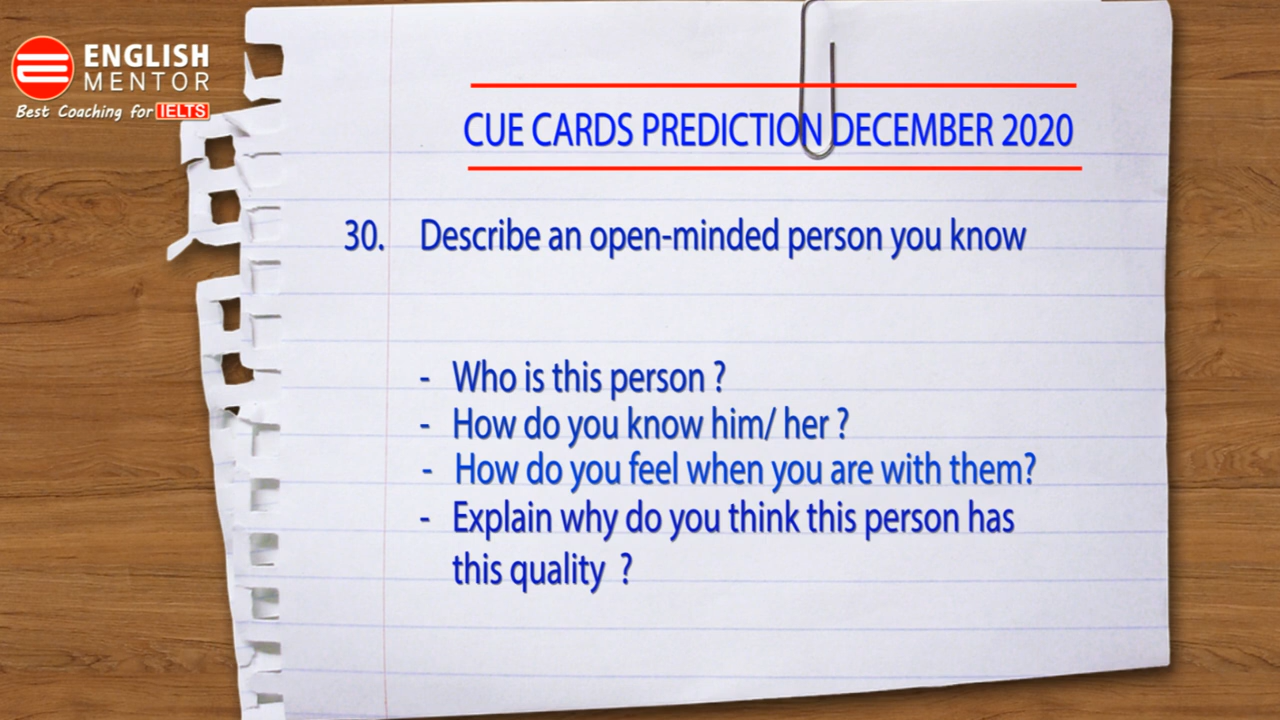 ENGLISH
MENTOR
Best Coaching for IELTS
CUE CARDS PREDICTION DECEMBER 2020
30. Describe an open-minded person you know
- Who is this person ?
- How do you know him/ her ?
- How do you feel when you are with them?
- Explain why do you think this person has
this quality ?